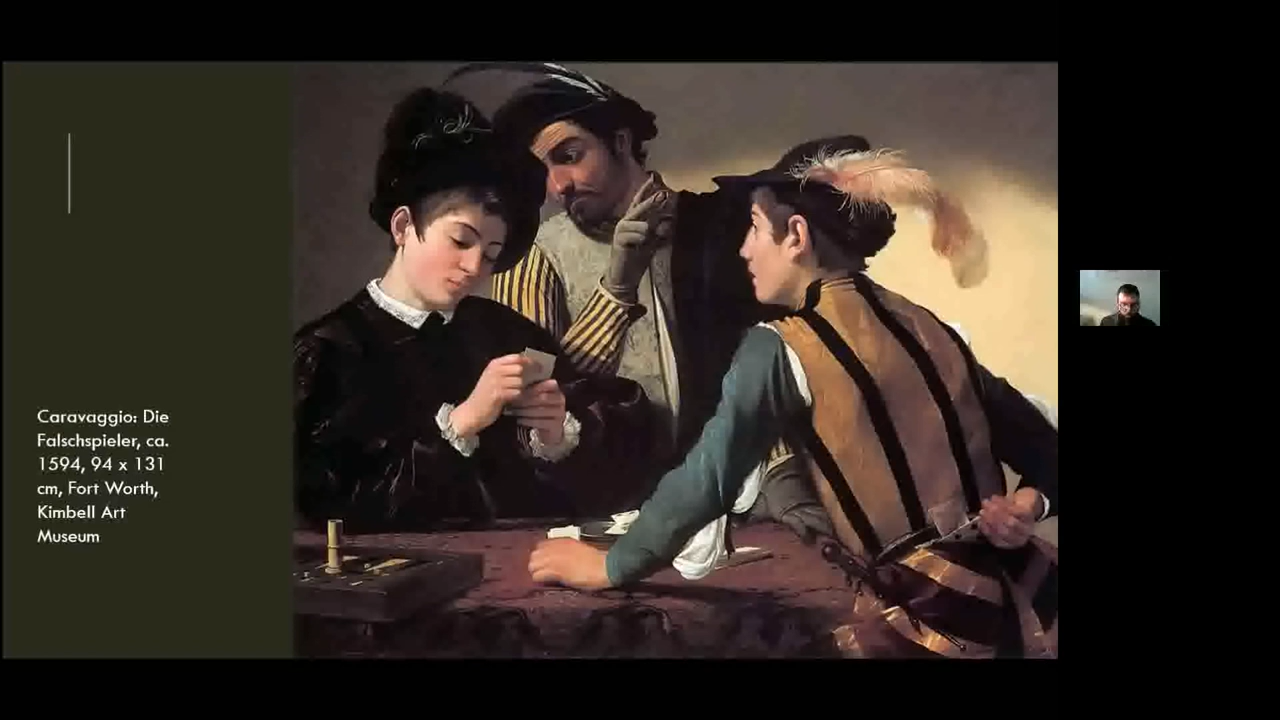 Caravaggio: Die
Falschspieler, ca.
1594, 94 x 131
cm, Fort Worth,
Kimbell Art
Museum